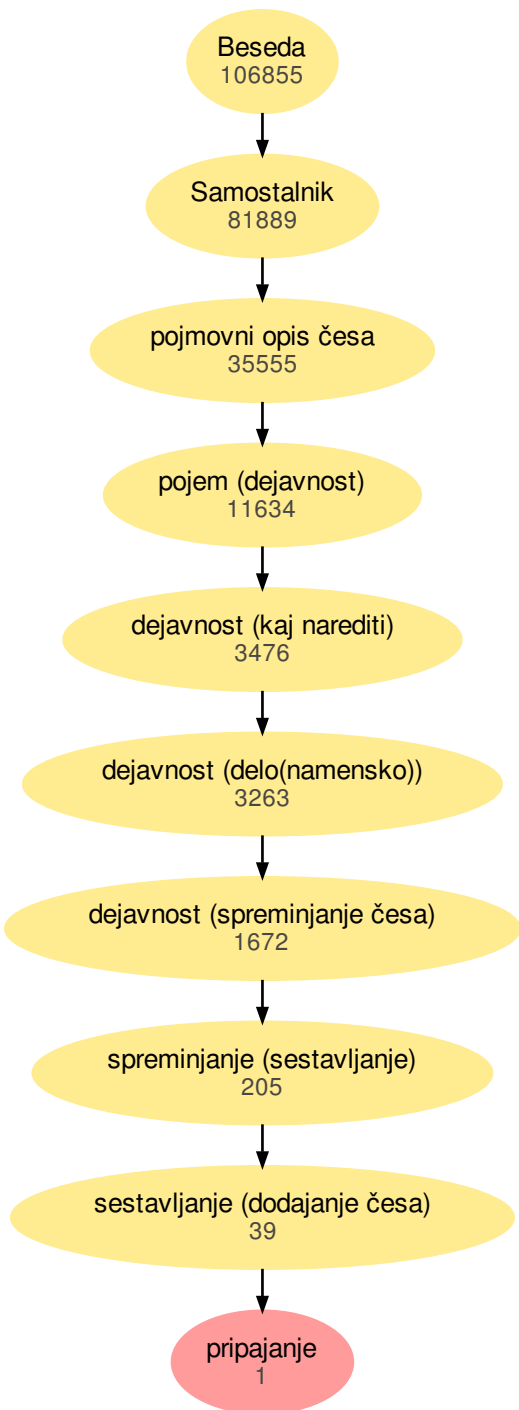 Beseda
106855
Samostalnik
81889
pojmovni opis česa
35555
pojem (dejavnost)
11634
dejavnost (kaj narediti)
3476
dejavnost (delo(namensko))
3263
dejavnost (spreminjanje česa)
1672
spreminjanje (sestavljanje)
205
sestavljanje (dodajanje česa)
39
pripajanje
1